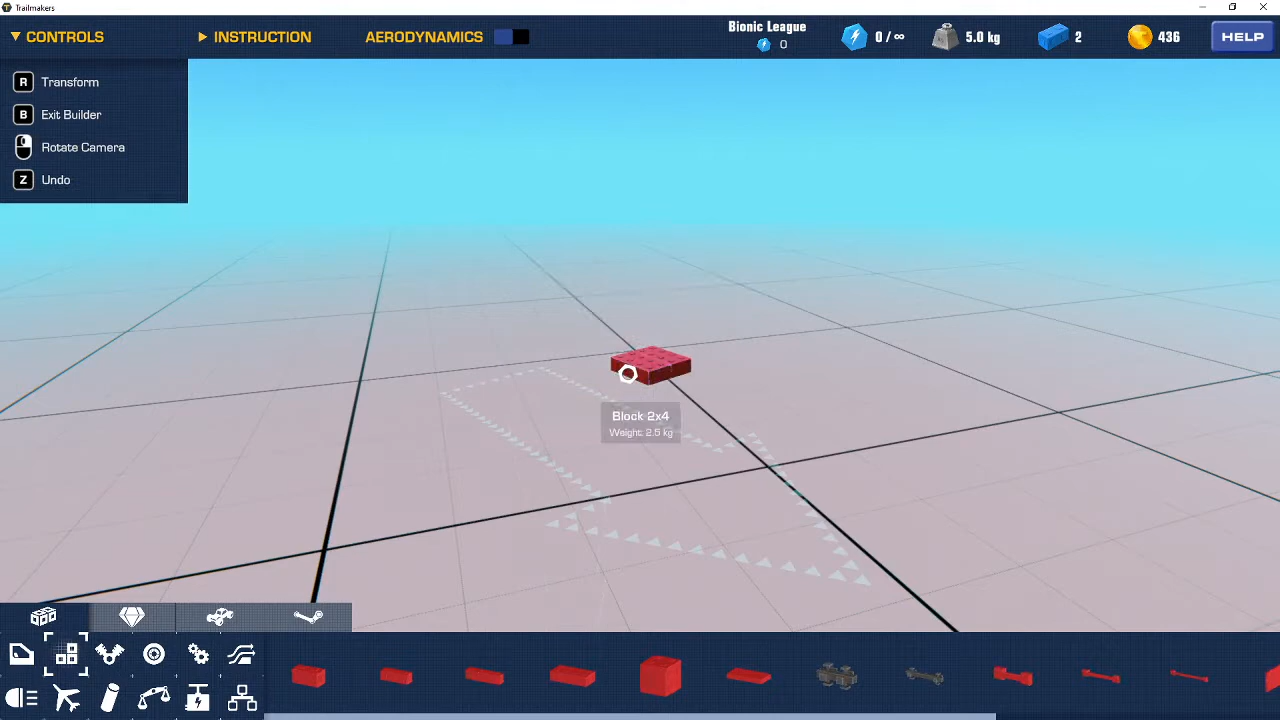 Trailmakers
CONTROLS
INSTRUCTION
AERODYNAMICS
Bionic League
0
0 / ∞
5.0 kg
2
436
HELP
R Transform
B Exit Builder
Rotate Camera
Z Undo
Block 2x4
Weight: 2.5 kg